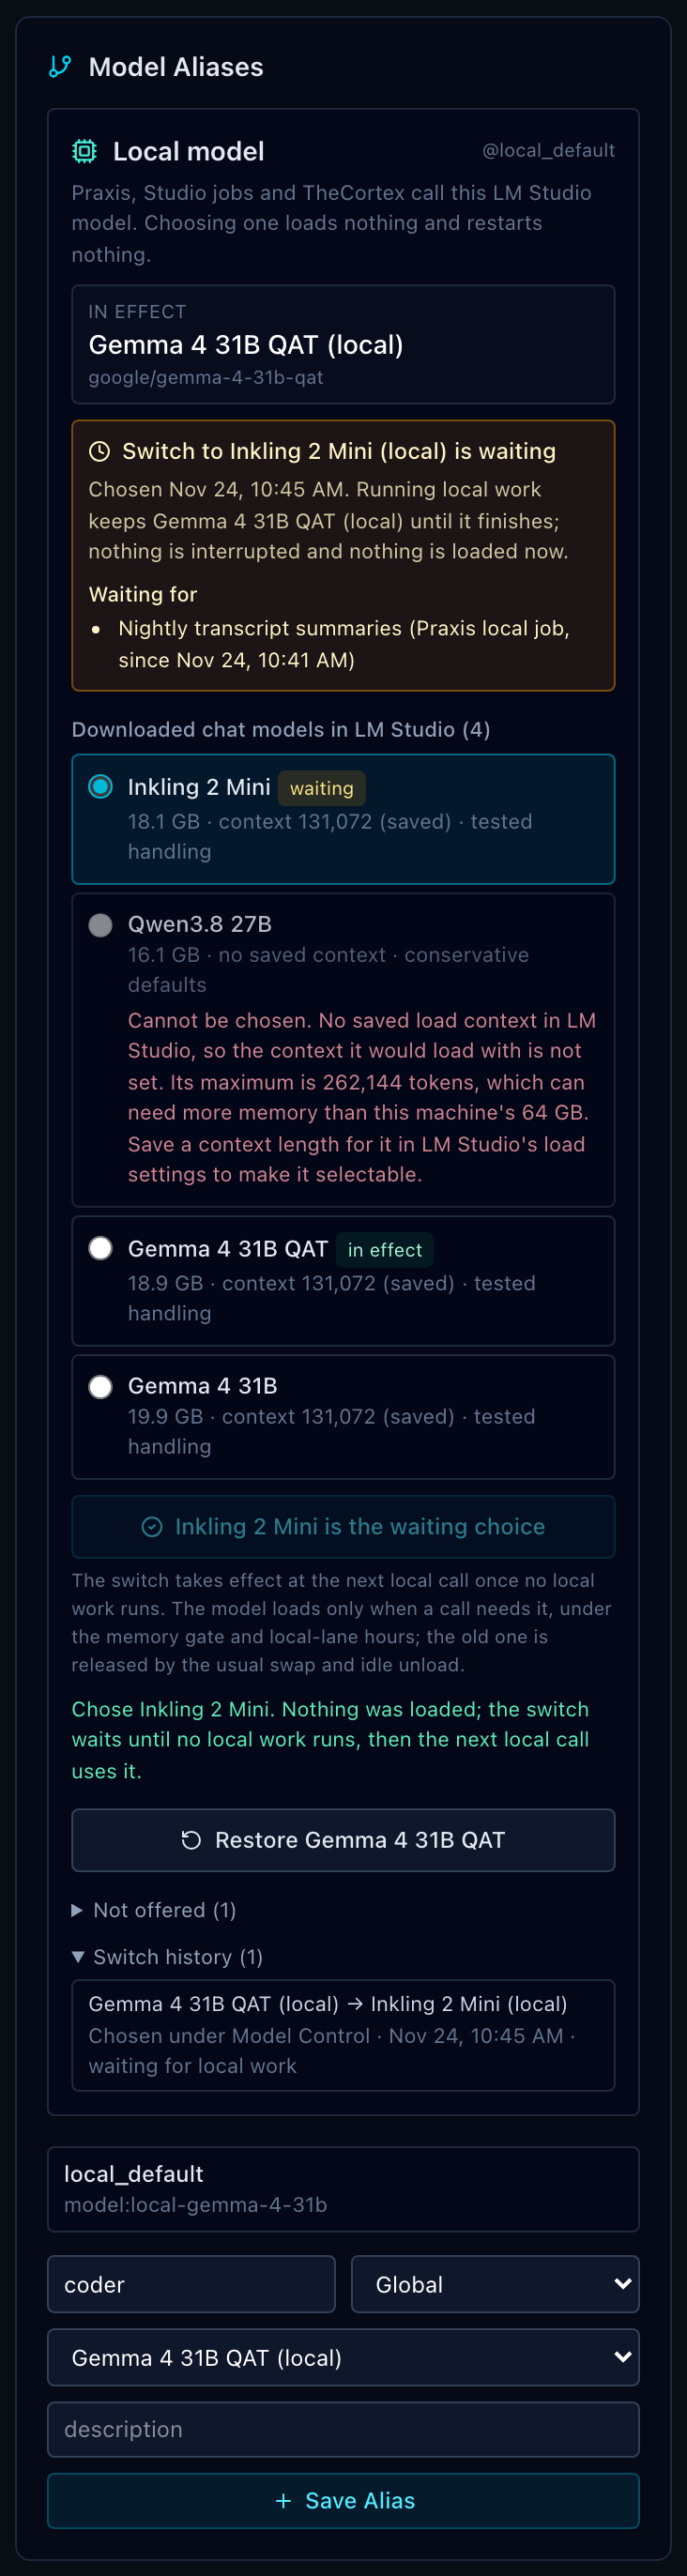 Model Aliases
Local model
@local_default
Praxis, Studio jobs and TheCortex call this LM Studio
model. Choosing one loads nothing and restarts
nothing.
IN EFFECT
Gemma 4 31B QAT (local)
google/gemma-4-31b-qat
Switch to Inkling 2 Mini (local) is waiting
Chosen Nov 24, 10:45 AM. Running local work
keeps Gemma 4 31B QAT (local) until it finishes;
nothing is interrupted and nothing is loaded now.
Waiting for
• Nightly transcript summaries (Praxis local job,
since Nov 24, 10:41 AM)
Downloaded chat models in LM Studio (4)
Inkling 2 Mini waiting
18.1 GB · context 131,072 (saved) · tested
handling
Qwen3.8 27B
16.1 GB · no saved context · conservative
defaults
Cannot be chosen. No saved load context in LM
Studio, so the context it would load with is not
set. Its maximum is 262,144 tokens, which can
need more memory than this machine's 64 GB.
Save a context length for it in LM Studio's load
settings to make it selectable.
Gemma 4 31B QAT in effect
18.9 GB · context 131,072 (saved) · tested
handling
Gemma 4 31B
19.9 GB · context 131,072 (saved) · tested
handling
Inkling 2 Mini is the waiting choice
The switch takes effect at the next local call once no local
work runs. The model loads only when a call needs it, under
the memory gate and local-lane hours; the old one is
released by the usual swap and idle unload.
Chose Inkling 2 Mini. Nothing was loaded; the switch
waits until no local work runs, then the next local call
uses it.
Restore Gemma 4 31B QAT
Not offered (1)
Switch history (1)
Gemma 4 31B QAT (local) → Inkling 2 Mini (local)
Chosen under Model Control · Nov 24, 10:45 AM ·
waiting for local work
local_default
model:local-gemma-4-31b
coder
Global
Gemma 4 31B QAT (local)
description
+ Save Alias